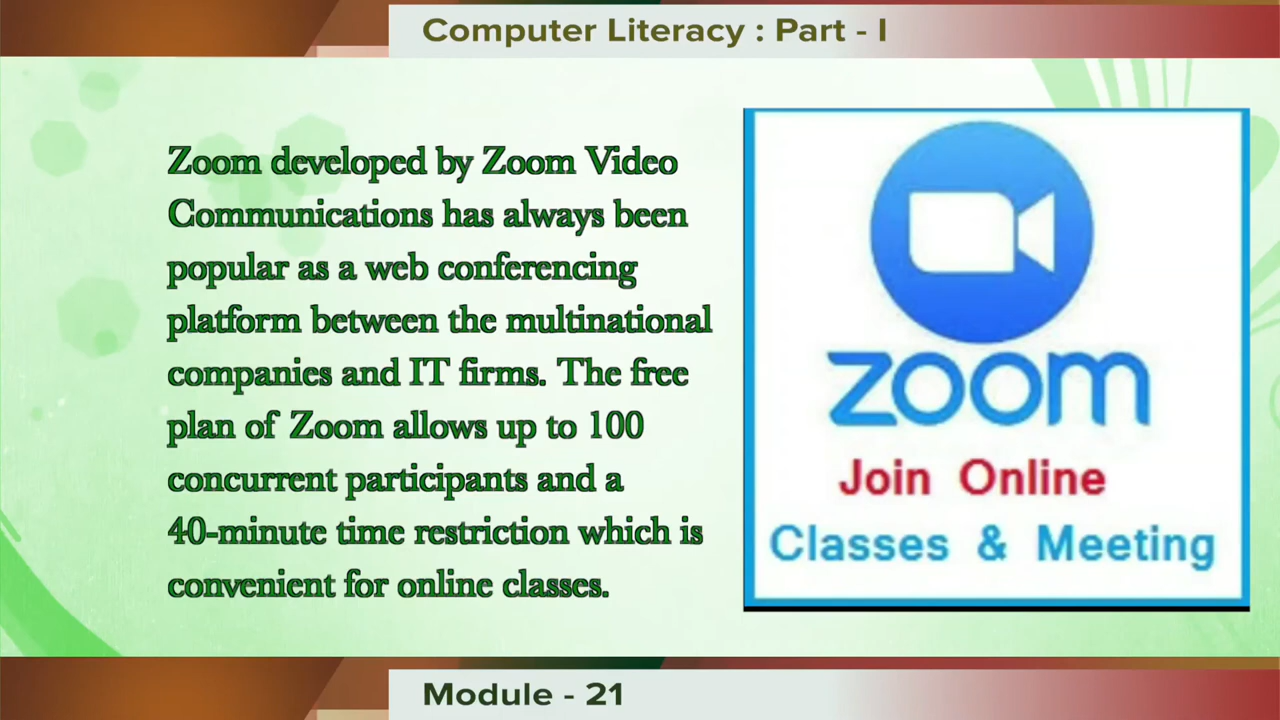 Computer Literacy : Part - I
Zoom developed by Zoom Video
Communications has always been
popular as a web conferencing
platform between the multinational
companies and IT firms. The free
plan of Zoom allows up to 100
concurrent participants and a
40-minute time restriction which is
convenient for online classes.
zoom
Join Online
Classes & Meeting
Module - 21